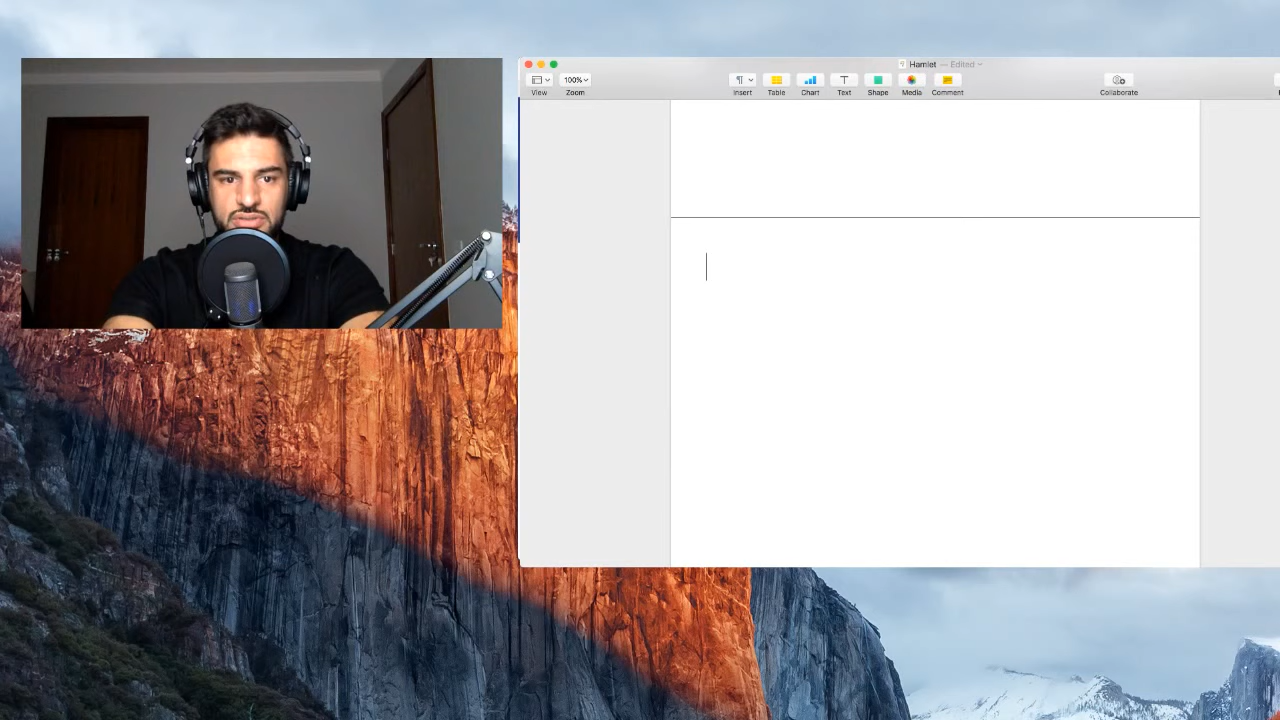 Hamlet — Edited
100%
View Zoom Insert Table Chart Text Shape Media Comment Collaborate